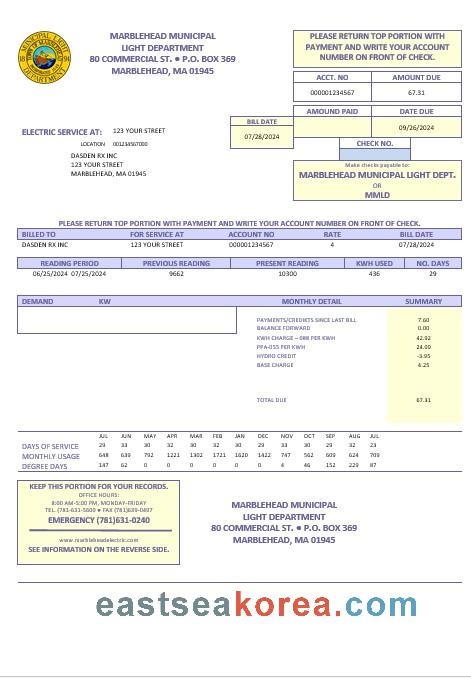 MARBLEHEAD MUNICIPAL
LIGHT DEPARTMENT
80 COMMERCIAL ST. • P.O. BOX 369
MARBLEHEAD, MA 01945
PLEASE RETURN TOP PORTION WITH
PAYMENT AND WRITE YOUR ACCOUNT
NUMBER ON FRONT OF CHECK.
ACCT. NO AMOUNT DUE
000001234567 67.31
AMOUNT PAID DATE DUE
09/26/2024
BILL DATE
07/28/2024
CHECK NO.
ELECTRIC SERVICE AT: 123 YOUR STREET
LOCATION 001234567000
DASDEN RX INC
123 YOUR STREET
MARBLEHEAD, MA 01945
Make checks payable to:
MARBLEHEAD MUNICIPAL LIGHT DEPT.
OR
MMLD
PLEASE RETURN TOP PORTION WITH PAYMENT AND WRITE YOUR ACCOUNT NUMBER ON FRONT OF CHECK.
BILLED TO FOR SERVICE AT ACCOUNT NO RATE BILL DATE
DASDEN RX INC 123 YOUR STREET 000001234567 4 07/28/2024
READING PERIOD PREVIOUS READING PRESENT READING KWH USED NO. DAYS
06/25/2024 07/25/2024 9662 10300 436 29
DEMAND KW MONTHLY DETAIL SUMMARY
PAYMENTS/CREDIKTS SINCE LAST BILL 7.60
BALANCE FORWARD 0.00
KWH CHARGE – 088 PER KWH 42.92
PPA-055 PER KWH 24.09
HYDRO CREDIT -3.95
BASE CHARGE 4.25
TOTAL DUE 67.31
JUL JUN MAY APR MAR FEB JAN DEC NOV OCT SEP AUG JUL
DAYS OF SERVICE 29 33 30 31 30 28 32 30 29 30 29 32 23
MONTHLY USAGE 648 639 792 1221 1302 1721 1620 1422 747 562 609 624 709
DEGREE DAYS 147 62 0 0 0 0 0 0 4 46 152 229 87
KEEP THIS PORTION FOR YOUR RECORDS.
OFFICE HOURS:
8:00 AM-5:00 PM, MONDAY-FRIDAY
TEL. (781)631-5600 • FAX (781)639-0497
EMERGENCY (781)631-0240
www.marbleheadelectric.com
SEE INFORMATION ON THE REVERSE SIDE.
MARBLEHEAD MUNICIPAL
LIGHT DEPARTMENT
80 COMMERCIAL ST. • P.O. BOX 369
MARBLEHEAD, MA 01945
eastseakorea.com